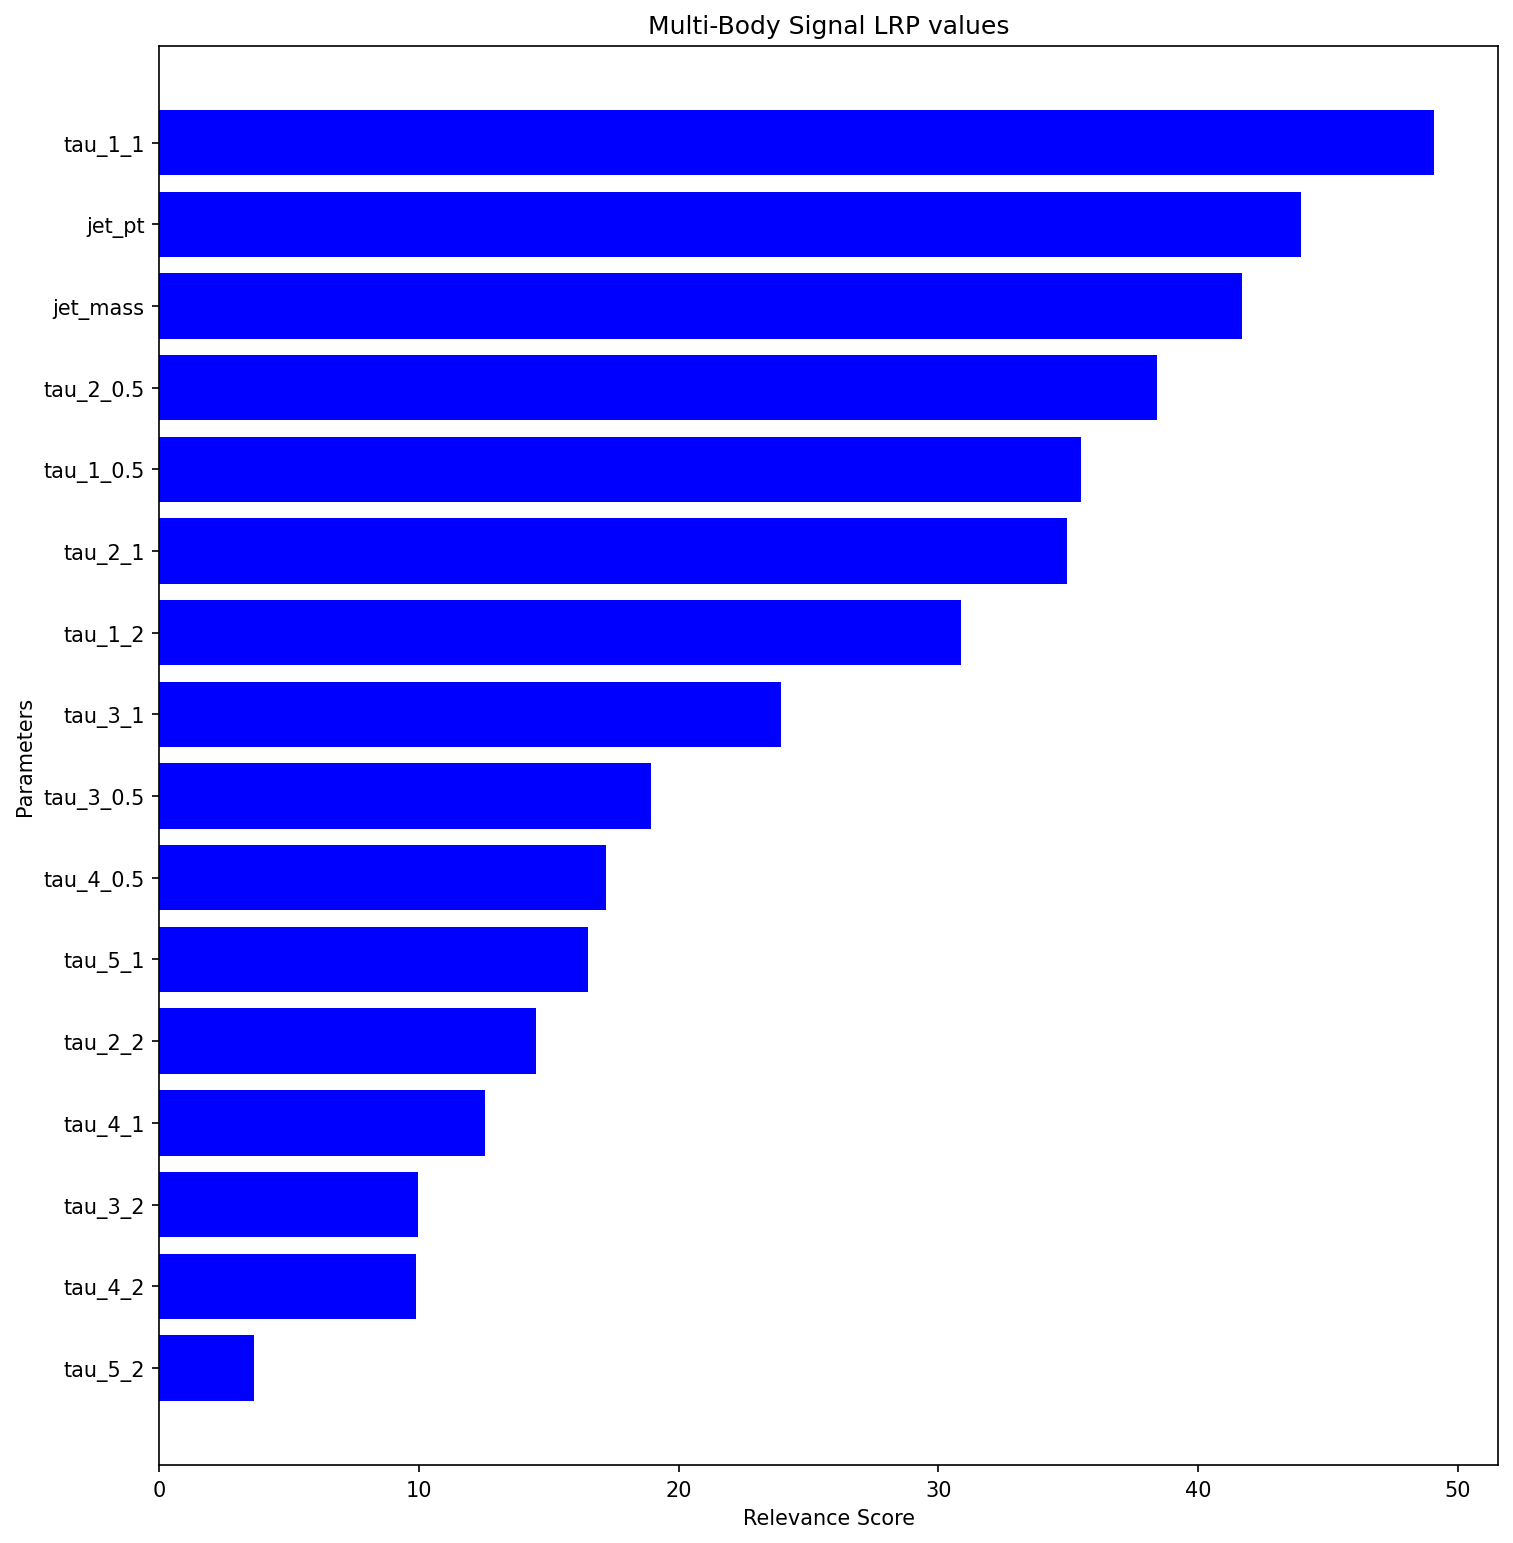 Multi-Body Signal LRP values
tau_1_1
jet_pt
jet_mass
tau_2_0.5
tau_1_0.5
tau_2_1
tau_1_2
tau_3_1
tau_3_0.5
tau_4_0.5
tau_5_1
tau_2_2
tau_4_1
tau_3_2
tau_4_2
tau_5_2
Parameters
0 10 20 30 40 50
Relevance Score